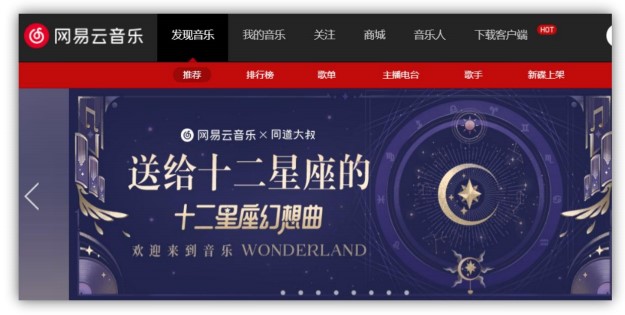 网易云音乐 发现音乐 我的音乐 关注 商城 音乐人 下载客户端 HOT
推荐 排行榜 歌单 主播电台 歌手 新碟上架
网易云音乐×同道大叔
送给十二星座的
十二星座幻想曲
欢迎来到音乐 WONDERLAND